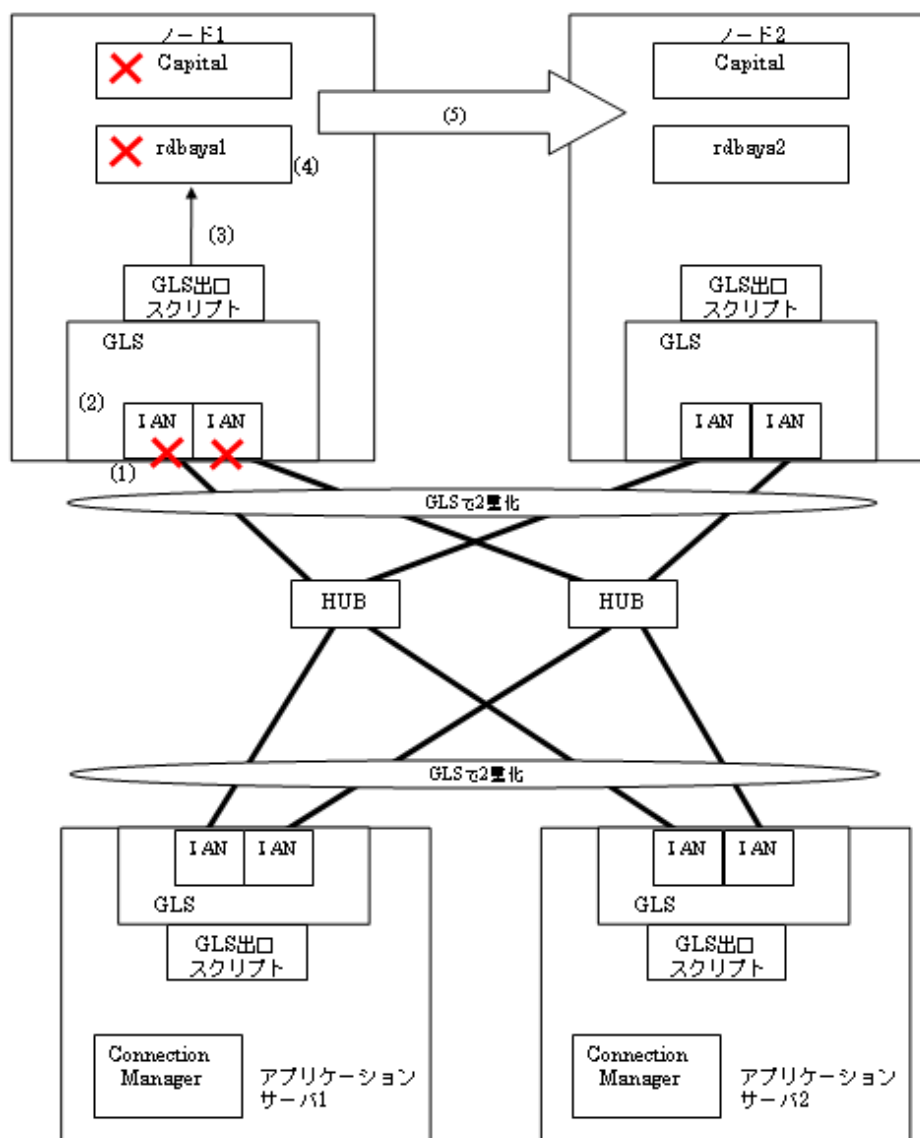 ノード1
ノード2
Capital
Capital
(5)
rdbaya1
(4)
rdbaya2
(3)
GLS出口
スクリプト
GLS出口
スクリプト
GLS
GLS
(2)
LAN
LAN
LAN
LAN
(1)
GLSで2重化
HUB
HUB
GLSで2重化
LAN
LAN
LAN
LAN
GLS
GLS
GLS出口
スクリプト
GLS出口
スクリプト
Connection
Manager
アプリケーション
サーバ1
Connection
Manager
アプリケーション
サーバ2